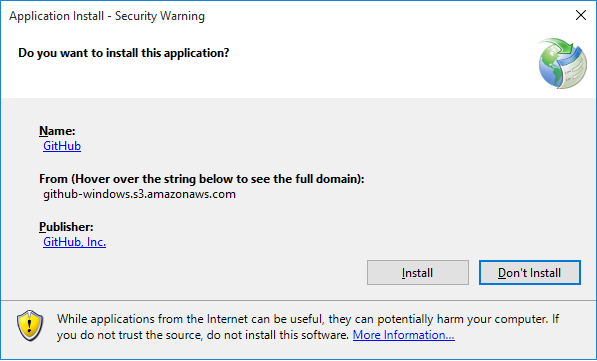 Application Install - Security Warning
Do you want to install this application?
Name:
GitHub
From (Hover over the string below to see the full domain):
github-windows.s3.amazonaws.com
Publisher:
GitHub, Inc.
Install
Don't Install
While applications from the Internet can be useful, they can potentially harm your computer. If
you do not trust the source, do not install this software. More Information...